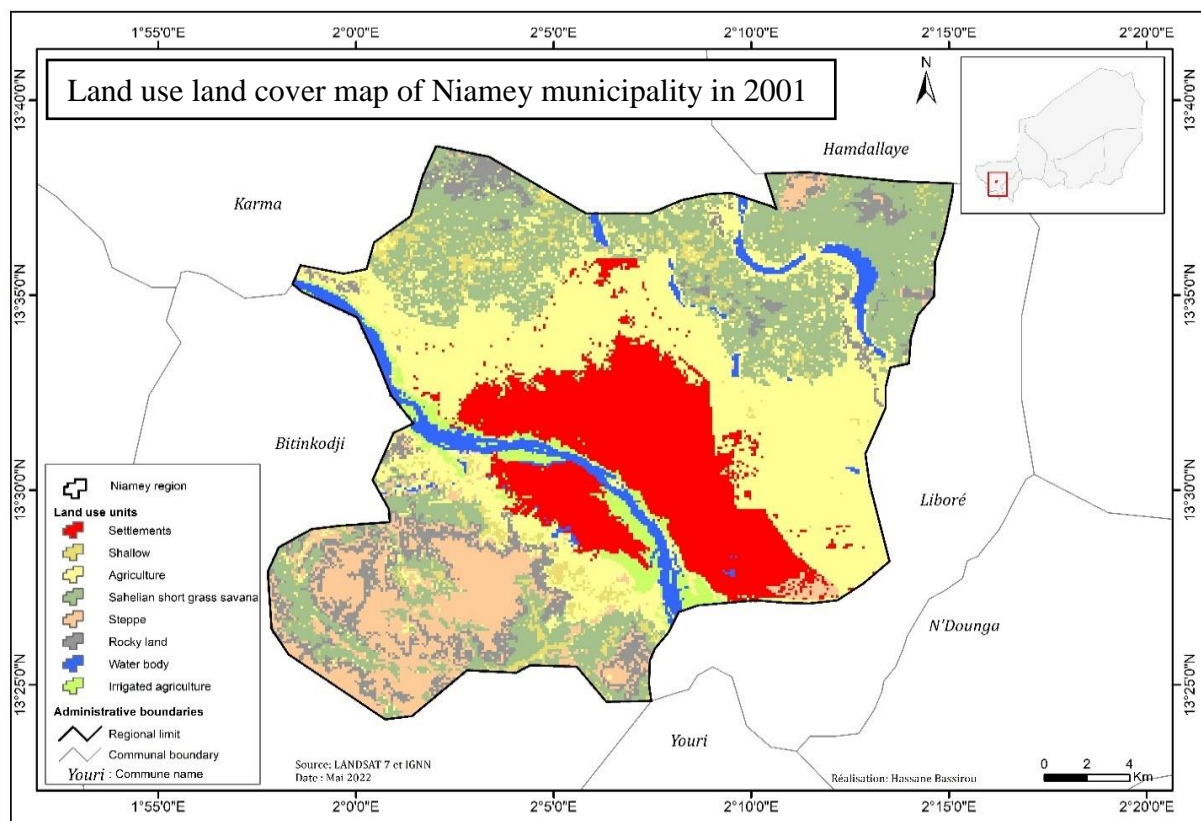 1°55'0"E 2°0'0"E 2°5'0"E 2°10'0"E 2°15'0"E 2°20'0"E
Land use land cover map of Niamey municipality in 2001
N
13°40'0"N 13°40'0"N
Hamdallaye
Karma
13°35'0"N 13°35'0"N
Bitinkodji
13°30'0"N 13°30'0"N
Liboré
N'Dounga
13°25'0"N 13°25'0"N
Youri
Niamey region
Land use units
Settlements
Shallow
Agriculture
Sahelian short grass savana
Steppe
Rocky land
Water body
Irrigated agriculture
Administrative boundaries
Regional limit
Communal boundary
Youri : Commune name
Source: LANDSAT 7 et IGNN
Date : Mai 2022
Réalisation: Hassane Bassirou
0 2 4
Km
1°55'0"E 2°0'0"E 2°5'0"E 2°10'0"E 2°15'0"E 2°20'0"E